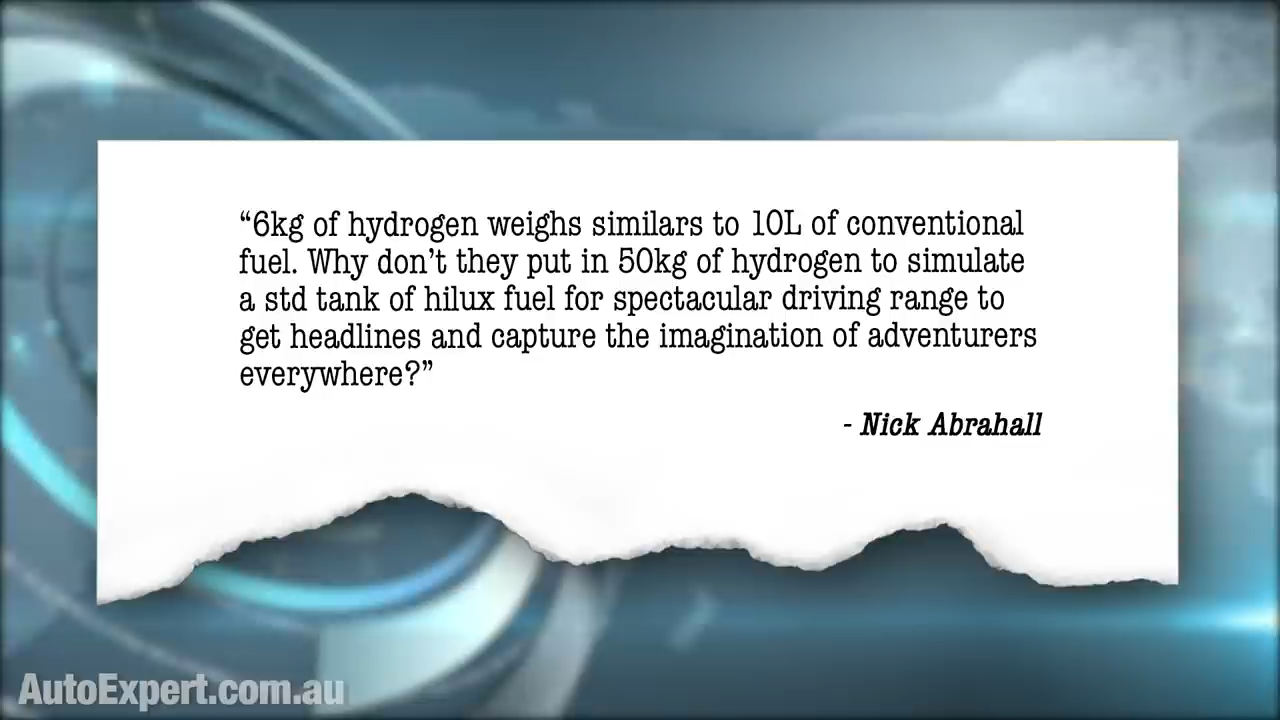 “6kg of hydrogen weighs similars to 10L of conventional
fuel. Why don’t they put in 50kg of hydrogen to simulate
a std tank of hilux fuel for spectacular driving range to
get headlines and capture the imagination of adventurers
everywhere?”
- Nick Abrahall
AutoExpert.com.au